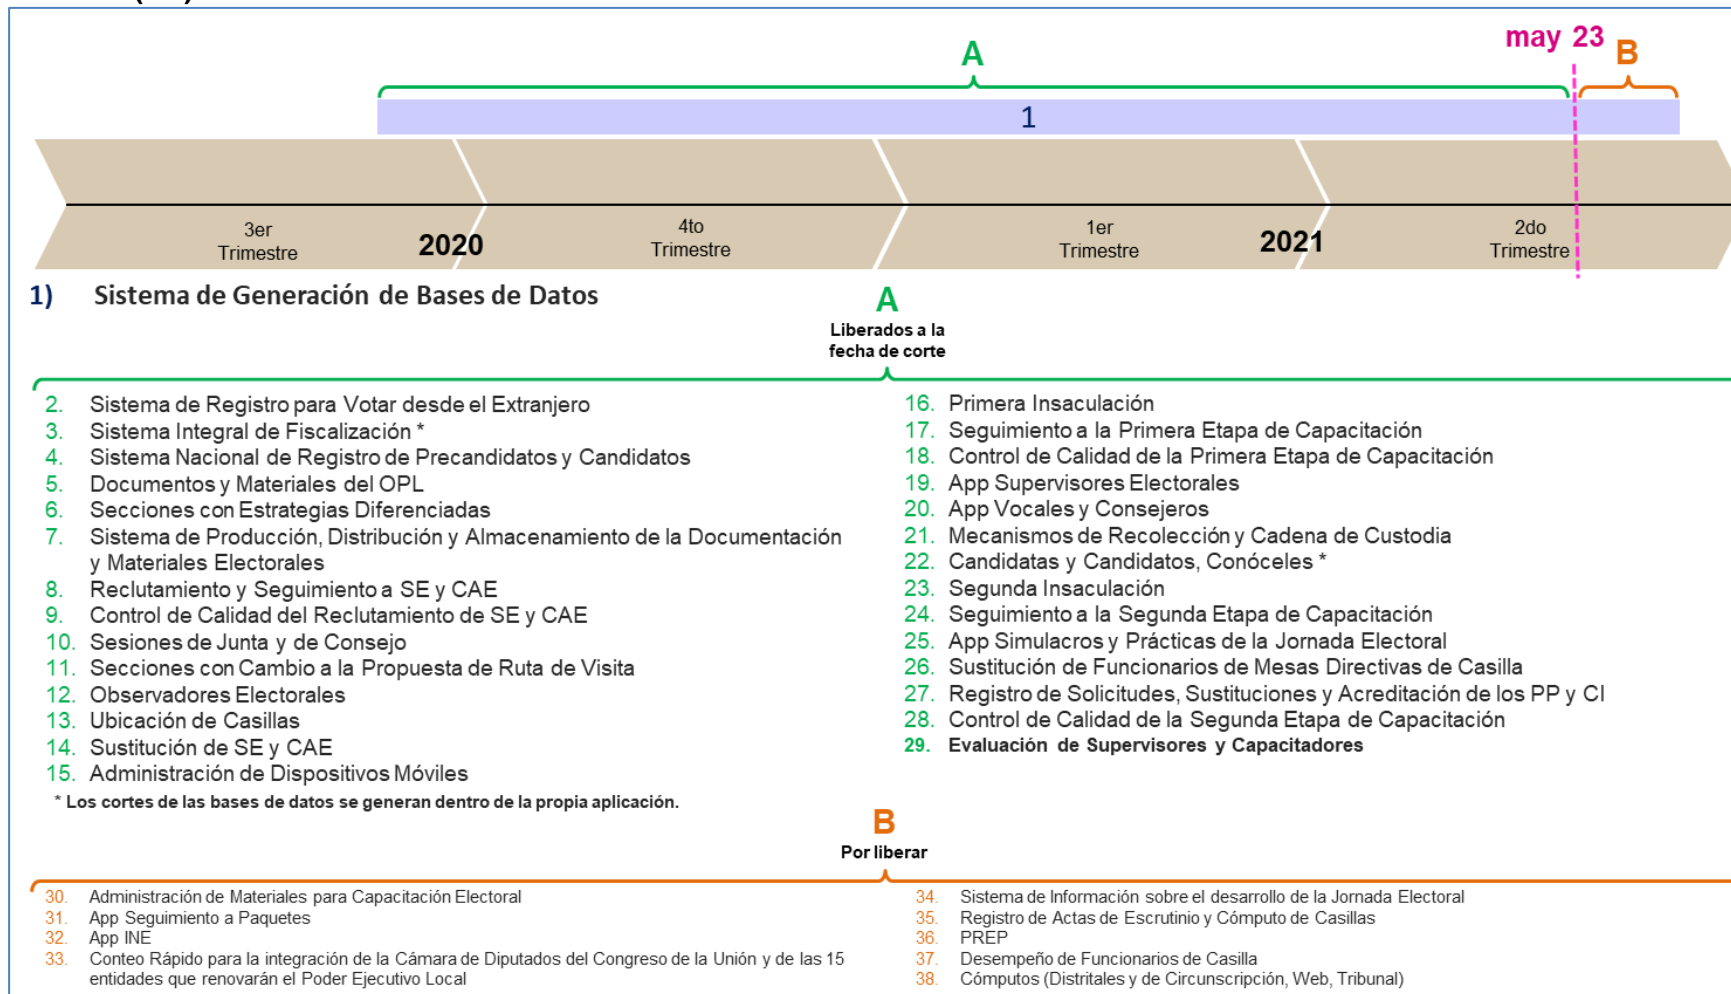 may 23
A
B
1
3er
Trimestre
2020
4to
Trimestre
1er
Trimestre
2021
2do
Trimestre
1) Sistema de Generación de Bases de Datos
A
Liberados a la
fecha de corte
2. Sistema de Registro para Votar desde el Extranjero
3. Sistema Integral de Fiscalización *
4. Sistema Nacional de Registro de Precandidatos y Candidatos
5. Documentos y Materiales del OPL
6. Secciones con Estrategias Diferenciadas
7. Sistema de Producción, Distribución y Almacenamiento de la Documentación
y Materiales Electorales
8. Reclutamiento y Seguimiento a SE y CAE
9. Control de Calidad del Reclutamiento de SE y CAE
10. Sesiones de Junta y de Consejo
11. Secciones con Cambio a la Propuesta de Ruta de Visita
12. Observadores Electorales
13. Ubicación de Casillas
14. Sustitución de SE y CAE
15. Administración de Dispositivos Móviles
* Los cortes de las bases de datos se generan dentro de la propia aplicación.
16. Primera Insaculación
17. Seguimiento a la Primera Etapa de Capacitación
18. Control de Calidad de la Primera Etapa de Capacitación
19. App Supervisores Electorales
20. App Vocales y Consejeros
21. Mecanismos de Recolección y Cadena de Custodia
22. Candidatas y Candidatos, Conóceles *
23. Segunda Insaculación
24. Seguimiento a la Segunda Etapa de Capacitación
25. App Simulacros y Prácticas de la Jornada Electoral
26. Sustitución de Funcionarios de Mesas Directivas de Casilla
27. Registro de Solicitudes, Sustituciones y Acreditación de los PP y CI
28. Control de Calidad de la Segunda Etapa de Capacitación
29. Evaluación de Supervisores y Capacitadores
B
Por liberar
30. Administración de Materiales para Capacitación Electoral
31. App Seguimiento a Paquetes
32. App INE
33. Conteo Rápido para la integración de la Cámara de Diputados del Congreso de la Unión y de las 15
entidades que renovarán el Poder Ejecutivo Local
34. Sistema de Información sobre el desarrollo de la Jornada Electoral
35. Registro de Actas de Escrutinio y Cómputo de Casillas
36. PREP
37. Desempeño de Funcionarios de Casilla
38. Cómputos (Distritales y de Circunscripción, Web, Tribunal)